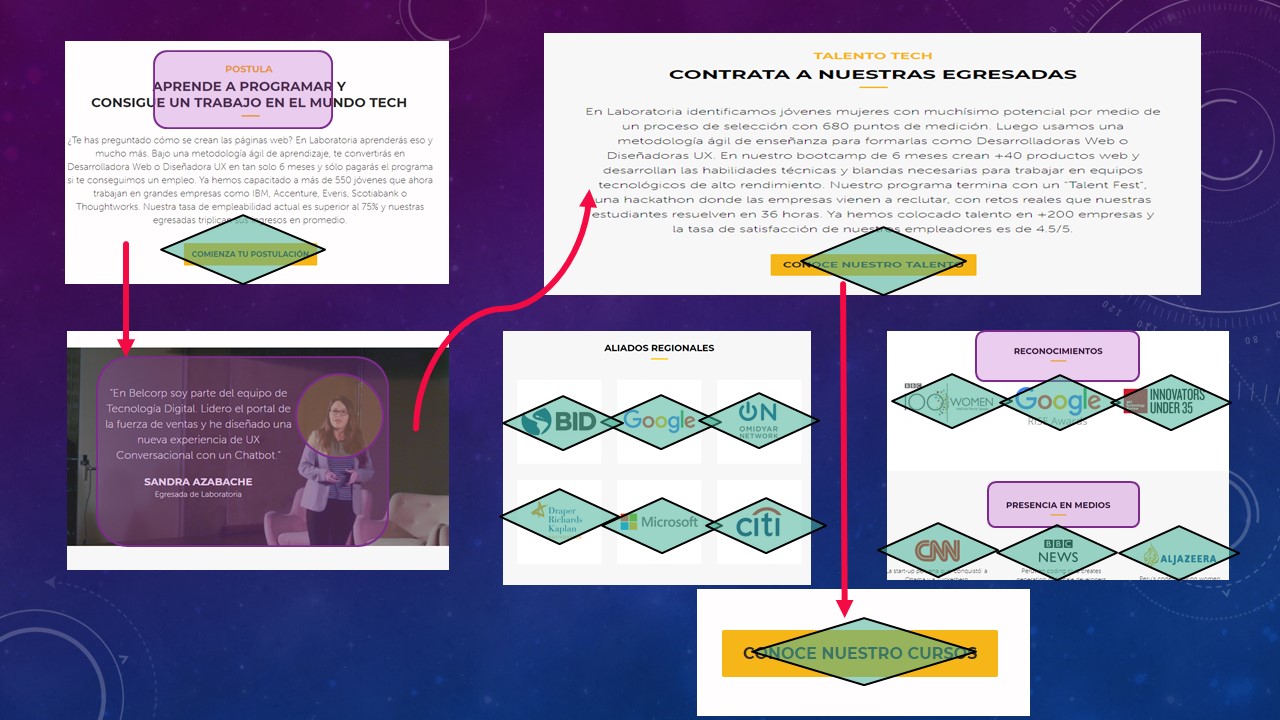 POSTULA
APRENDE A PROGRAMAR Y
CONSIGUE UN TRABAJO EN EL MUNDO TECH
¿Te has preguntado cómo se crean las páginas web? En Laboratoria aprenderás eso y
mucho más. Bajo una metodología ágil de aprendizaje, te convertirás en
Desarrolladora Web o Diseñadora UX en tan solo 6 meses y sólo pagarás el programa
si te conseguimos un empleo. Ya hemos capacitado a más de 550 jóvenes que ahora
trabajan en grandes empresas como IBM, Accenture, Everis, Scotiabank o
Thoughtworks. Nuestra tasa de empleabilidad actual es superior al 75% y nuestras
egresadas triplican sus ingresos en promedio.
COMIENZA TU POSTULACIÓN
TALENTO TECH
CONTRATA A NUESTRAS EGRESADAS
En Laboratoria identificamos jóvenes mujeres con muchísimo potencial por medio de
un proceso de selección con 680 puntos de medición. Luego usamos una
metodología ágil de enseñanza para formarlas como Desarrolladoras Web o
Diseñadoras UX. En nuestro bootcamp de 6 meses crean +40 productos web y
desarrollan las habilidades técnicas y blandas necesarias para trabajar en equipos
tecnológicos de alto rendimiento. Nuestro programa termina con un "Talent Fest",
una hackathon donde las empresas vienen a reclutar, con retos reales que nuestras
estudiantes resuelven en 36 horas. Ya hemos colocado talento en +200 empresas y
la tasa de satisfacción de nuestros empleadores es de 4.5/5.
CONOCE NUESTRO TALENTO
"En Belcorp soy parte del equipo de
Tecnología Digital. Lidero el portal de
la fuerza de ventas y he diseñado una
nueva experiencia de UX
Conversacional con un Chatbot."
SANDRA AZABACHE
Egresada de Laboratoria
ALIADOS REGIONALES
BID
Google
ON
OMIDYAR
NETWORK
Draper
Richards
Kaplan
Microsoft
citi
RECONOCIMIENTOS
BBC
100 WOMEN
Google
RISE Awards
INNOVATORS
UNDER 35
PRESENCIA EN MEDIOS
CNN
BBC
NEWS
ALJAZEERA
80
CONOCE NUESTRO CURSOS